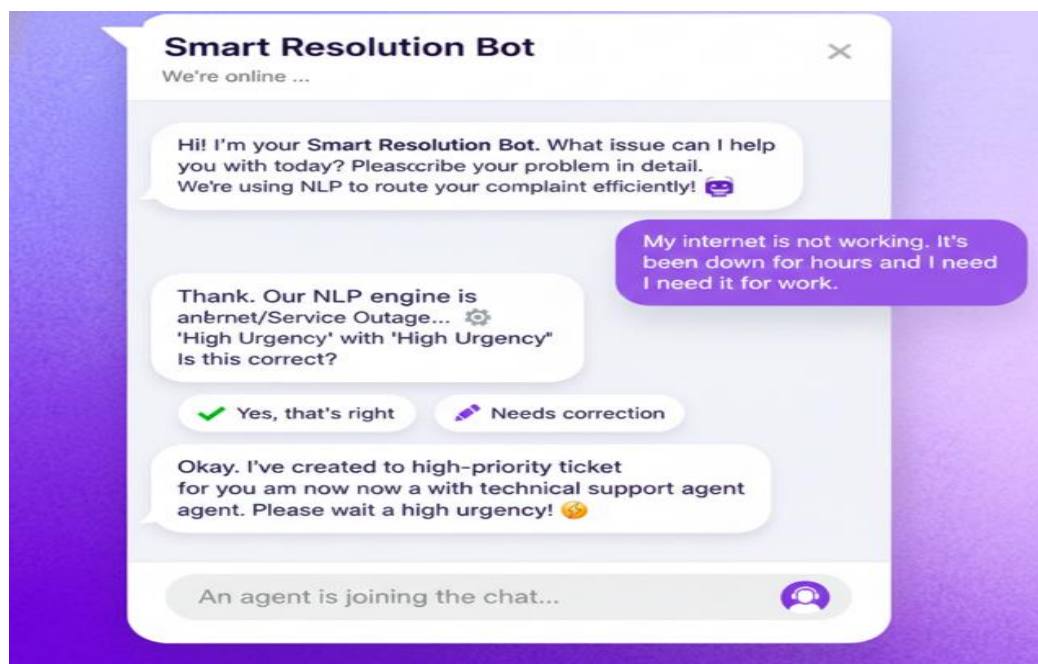 Smart Resolution Bot
We're online ...
Hi! I'm your Smart Resolution Bot. What issue can I help
you with today? Pleasccribe your problem in detail.
We're using NLP to route your complaint efficiently!
My internet is not working. It's
been down for hours and I need
I need it for work.
Thank. Our NLP engine is
anbrnet/Service Outage...
'High Urgency' with 'High Urgency"
Is this correct?
Yes, that's right
Needs correction
Okay. I've created to high-priority ticket
for you am now now a with technical support agent
agent. Please wait a high urgency!
An agent is joining the chat...